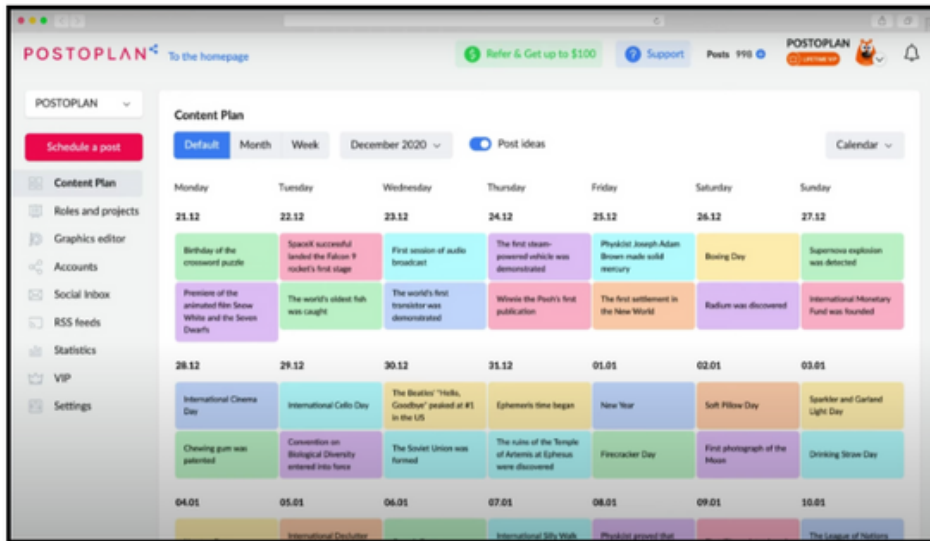 POSTOPLAN
To the homepage
Refer & Get up to $100
Support
Posts 998
POSTOPLAN
LIFETIME VIP
POSTOPLAN
Schedule a post
Content Plan
Roles and projects
Graphics editor
Accounts
Social Inbox
RSS feeds
Statistics
VIP
Settings
Content Plan
Default Month Week December 2020 Post ideas Calendar
Monday Tuesday Wednesday Thursday Friday Saturday Sunday
21.12 22.12 23.12 24.12 25.12 26.12 27.12
Birthday of the
crossword puzzle
SpaceX successful
landed the Falcon 9
rocket's first stage
First session of audio
broadcast
The first steam-
powered vehicle was
demonstrated
Physicist Joseph Adam
Brown made solid
mercury
Boxing Day
Supernova explosion
was detected
Premiere of the
animated film Snow
White and the Seven
Dwarfs
The world's oldest fish
was caught
The world's first
transistor was
demonstrated
Winnie the Pooh's first
publication
The first settlement in
the New World
Radium was discovered
International Monetary
Fund was founded
28.12 29.12 30.12 31.12 01.01 02.01 03.01
International Cinema
Day
International Cello Day
The Beatles' "Hello,
Goodbye" peaked at #1
in the US
Ephemeris time began
New Year
Soft Pillow Day
Sparkler and Garland
Light Day
Chewing gum was
patented
Convention on
Biological Diversity
entered into force
The Soviet Union was
formed
The ruins of the Temple
of Artemis at Ephesus
were discovered
Firecracker Day
First photograph of the
Moon
Drinking Straw Day
04.01 05.01 06.01 07.01 08.01 09.01 10.01
International Declutter
International Silly Walk
Physicist proved that
The League of Nations